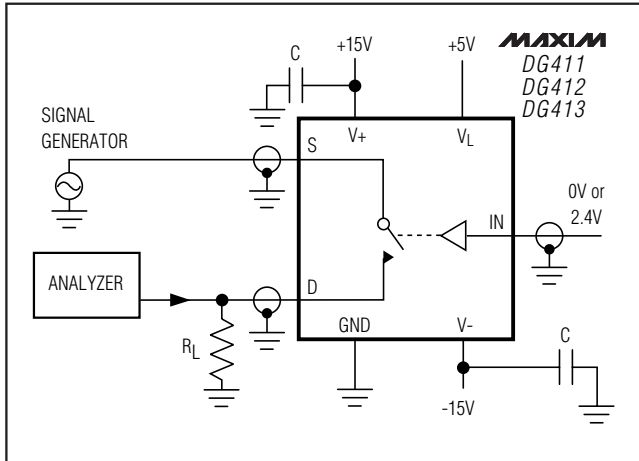 MAXIM
DG411
DG412
DG413
+15V
+5V
C
SIGNAL
GENERATOR
V+
VL
S
0V or
2.4V
IN
ANALYZER
D
RL
GND
V-
C
-15V